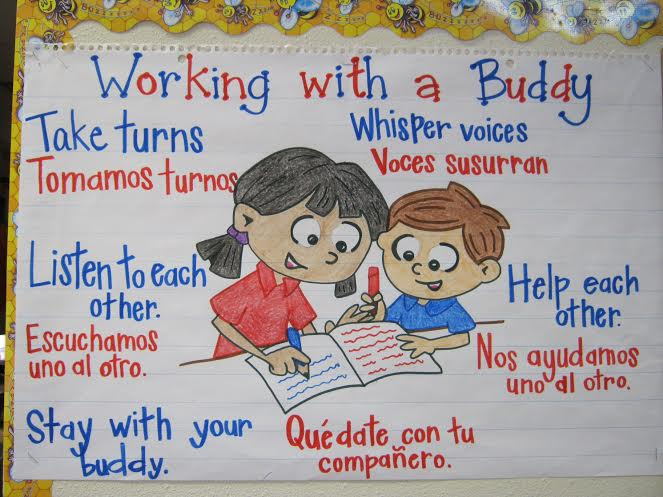 Working with a Buddy
Take turns
Tomamos turnos
Whisper voices
Voces susurran
Listen to each
other.
Escuchamos
uno al otro.
Help each
other.
Nos ayudamos
uno al otro.
Stay with your
buddy.
Quédate con tu
compañero.